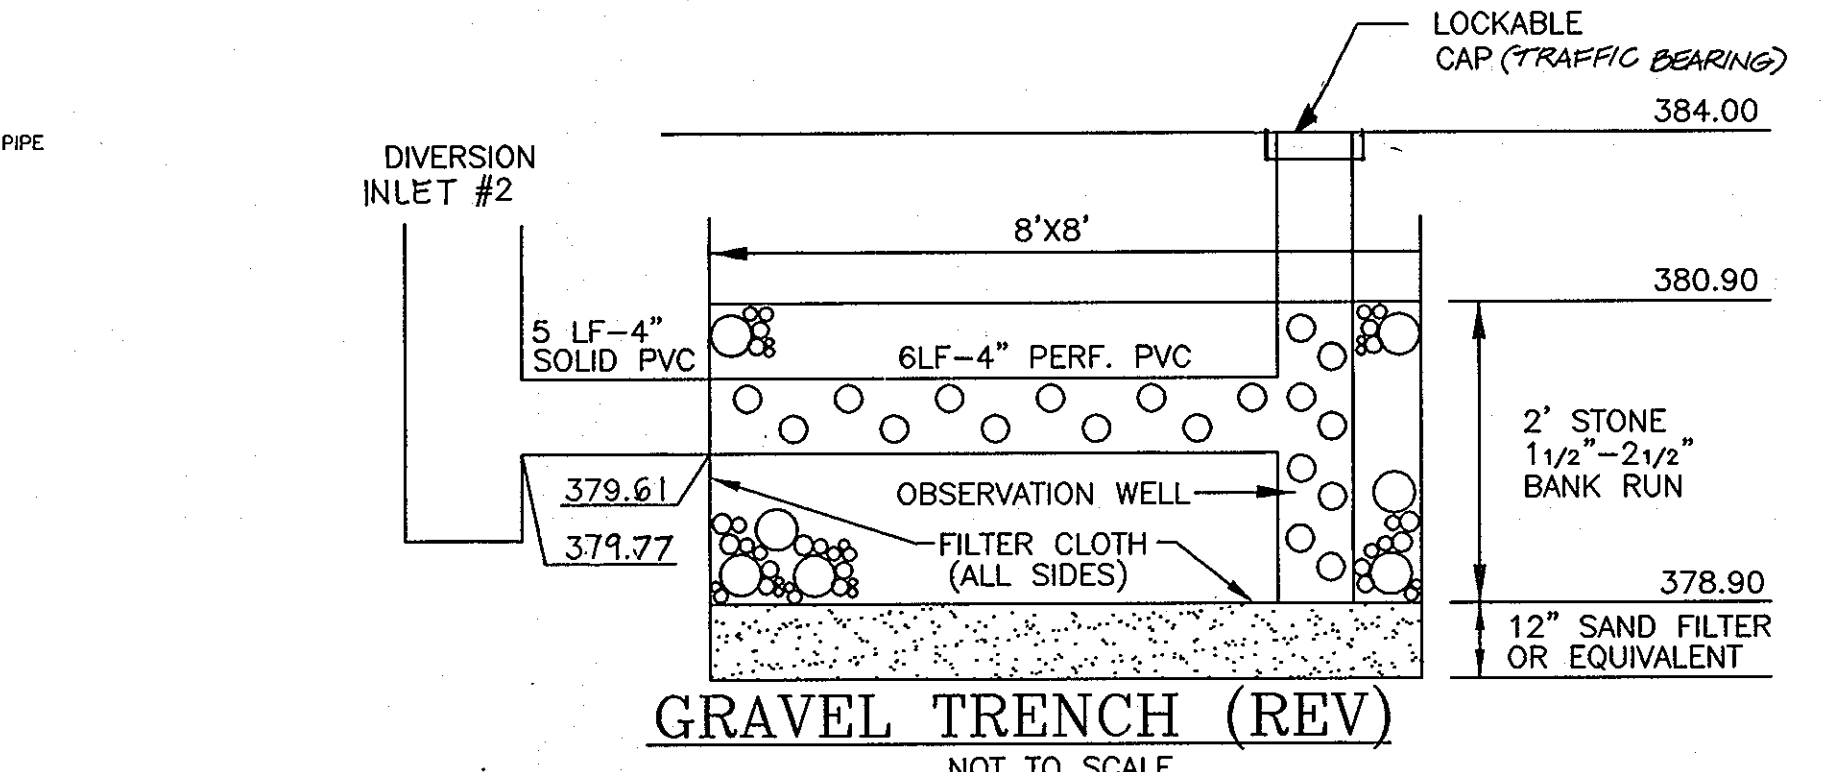 LOCKABLE
CAP (TRAFFIC BEARING)
384.00
PIPE
DIVERSION
INLET #2
8'X8'
380.90
5 LF-4"
SOLID PVC
6LF-4" PERF. PVC
2' STONE
1 1/2"-2 1/2"
BANK RUN
379.61
OBSERVATION WELL
379.77
FILTER CLOTH
(ALL SIDES)
378.90
12" SAND FILTER
OR EQUIVALENT
GRAVEL TRENCH (REV)
NOT TO SCALE